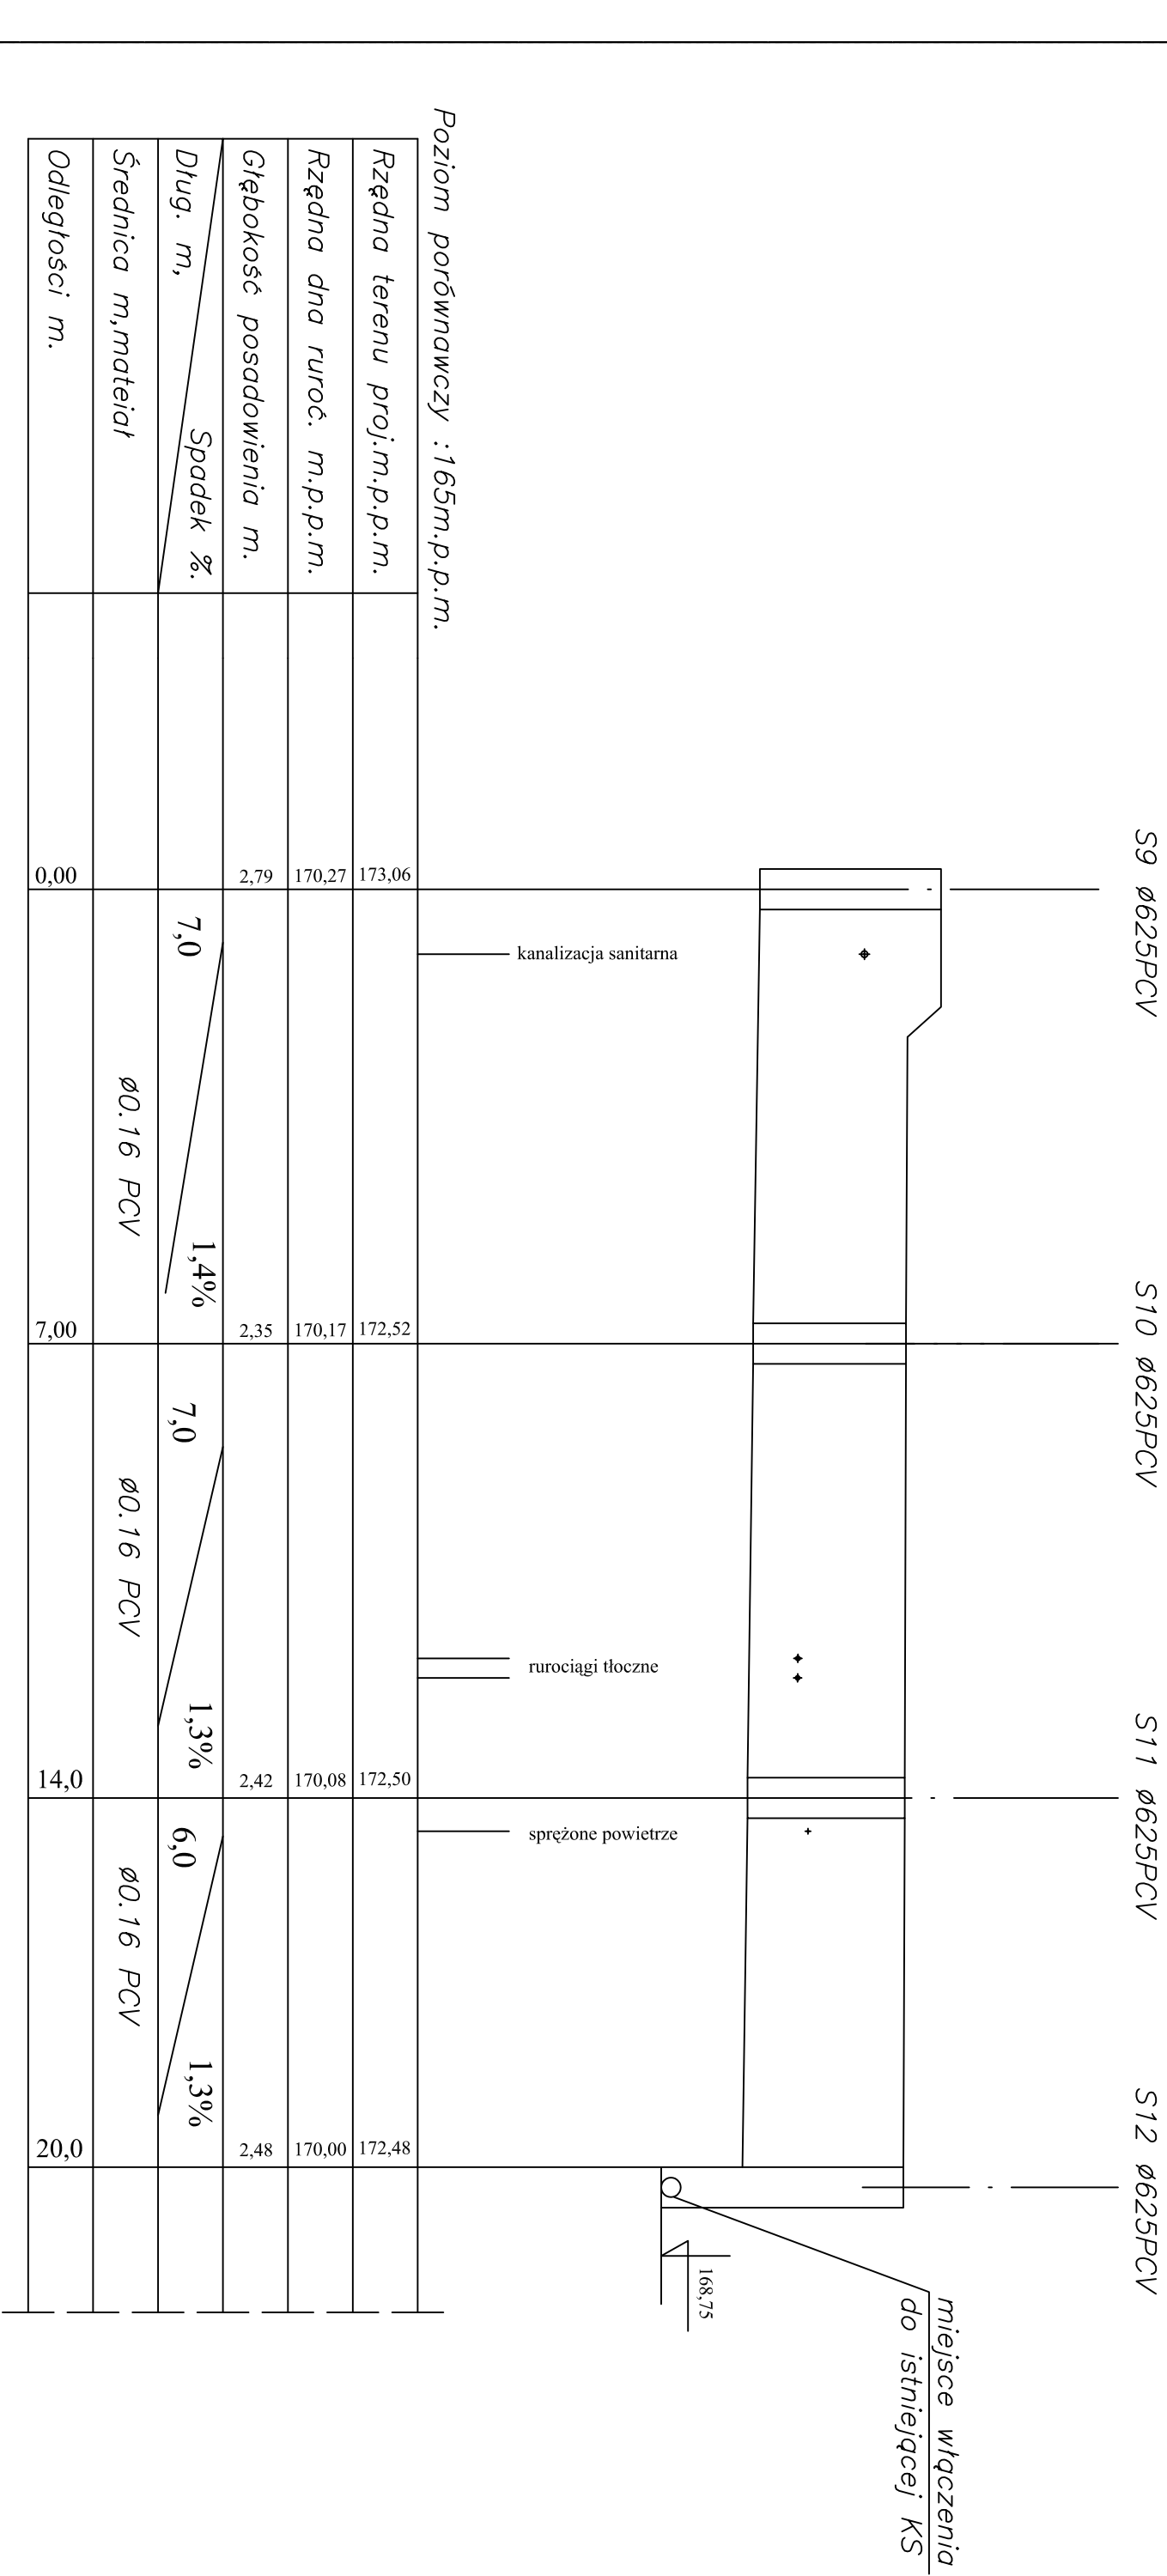 S9 ø625PCV
S10 ø625PCV
S11 ø625PCV
S12 ø625PCV
miejsce włączenia
do istniejącej KS
168,75
kanalizacja sanitarna
rurociągi tłoczne
sprężone powietrze
Poziom porównawczy :165m.p.p.m.
Rzędna terenu proj.m.p.p.m.
173,06
172,52
172,50
172,48
Rzędna dna ruroć. m.p.p.m.
170,27
170,17
170,08
170,00
Głębokość posadowienia m.
2,79
2,35
2,42
2,48
Dług. m,
Spadek %.
7,0
1,4%
7,0
1,3%
6,0
1,3%
Średnica m,mateiał
ø0.16 PCV
ø0.16 PCV
ø0.16 PCV
Odległości m.
0,00
7,00
14,0
20,0